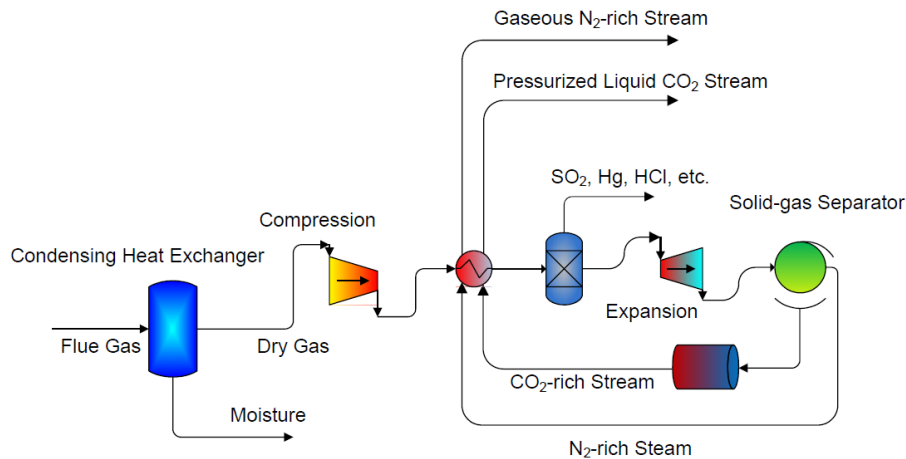 Gaseous N₂-rich Stream
Pressurized Liquid CO₂ Stream
SO₂, Hg, HCl, etc.
Solid-gas Separator
Compression
Condensing Heat Exchanger
Expansion
Flue Gas
Dry Gas
CO₂-rich Stream
Moisture
N₂-rich Steam